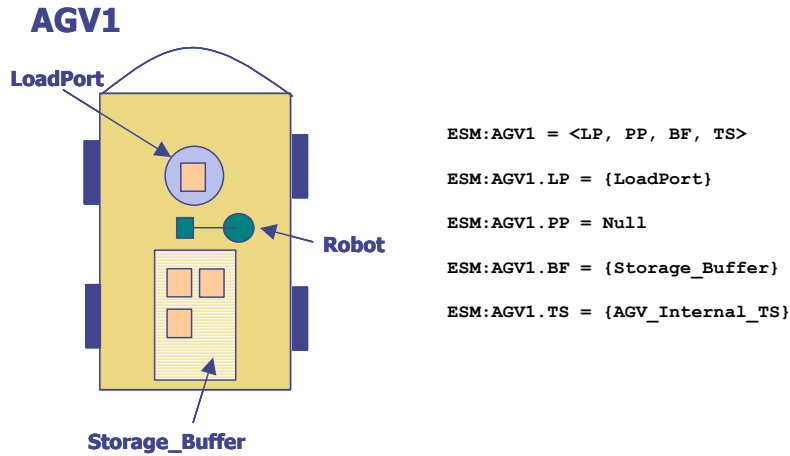 AGV1
LoadPort
Robot
Storage_Buffer
ESM:AGV1 = <LP, PP, BF, TS>
ESM:AGV1.LP = {LoadPort}
ESM:AGV1.PP = Null
ESM:AGV1.BF = {Storage_Buffer}
ESM:AGV1.TS = {AGV_Internal_TS}